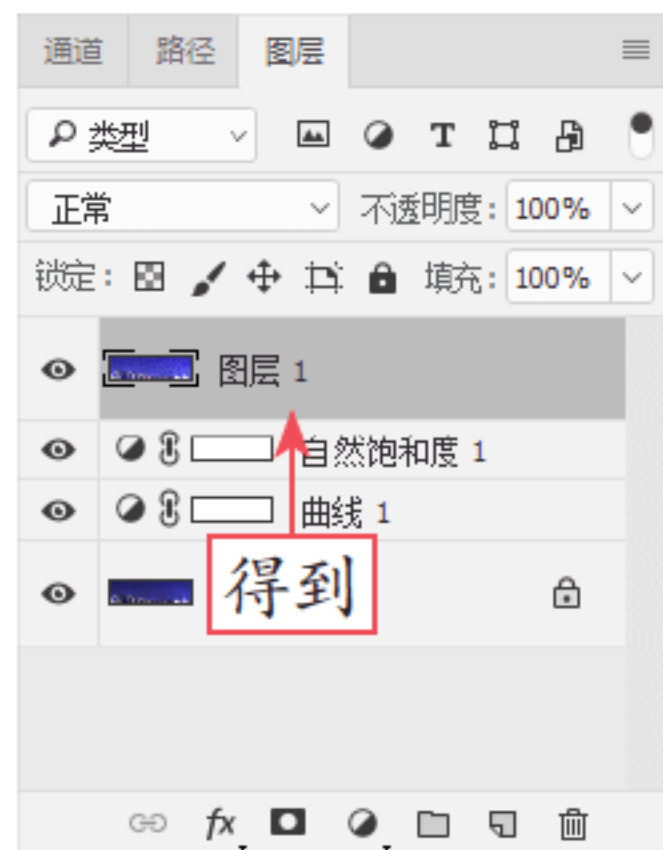 通道 路径 图层
类型
正常 不透明度: 100%
锁定: 填充: 100%
图层 1
自然饱和度 1
曲线 1
得到
fx